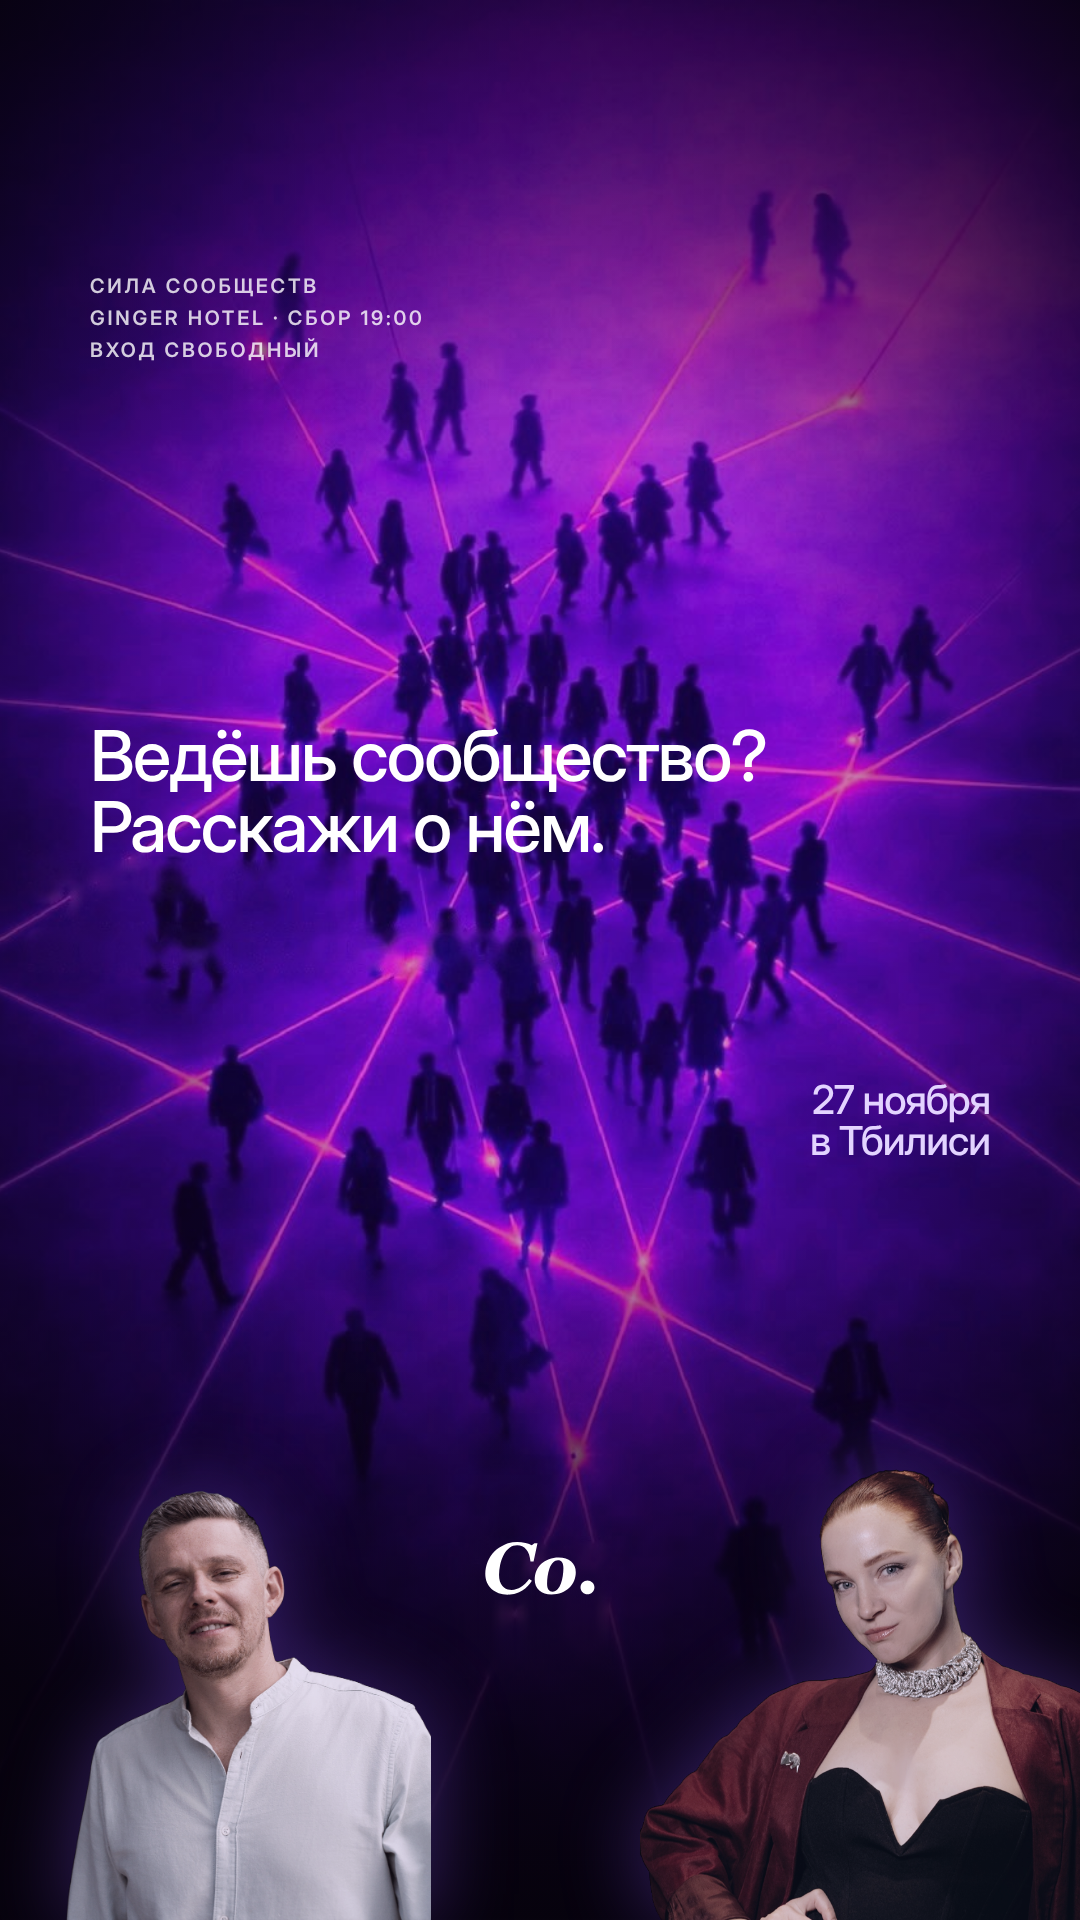 СИЛА СООБЩЕСТВ
GINGER HOTEL · СБОР 19:00
ВХОД СВОБОДНЫЙ
Ведёшь сообщество?
Расскажи о нём.
27 ноября
в Тбилиси
Co.